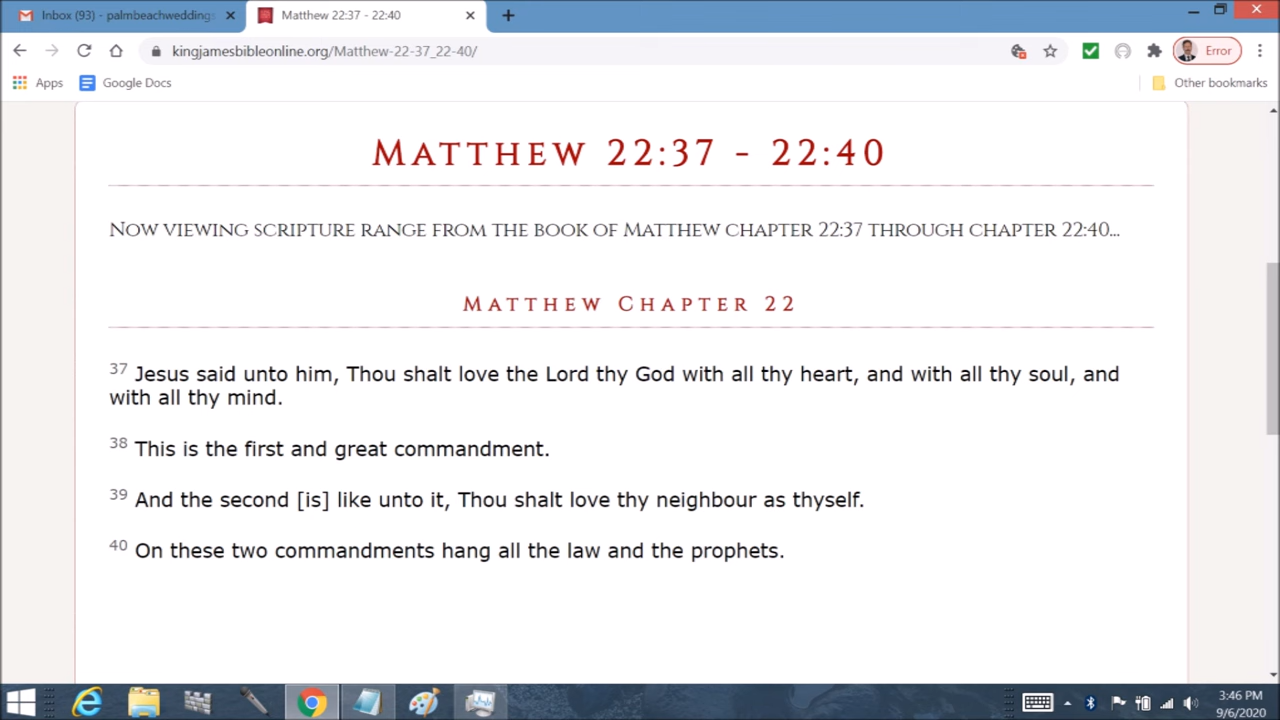 Inbox (93) - palmbeachwedding
Matthew 22:37 - 22:40
kingjamesbibleonline.org/Matthew-22-37_22-40/
Error
Apps
Google Docs
Other bookmarks
Matthew 22:37 - 22:40
Now viewing scripture range from the book of Matthew chapter 22:37 through chapter 22:40...
Matthew Chapter 22
37 Jesus said unto him, Thou shalt love the Lord thy God with all thy heart, and with all thy soul, and
with all thy mind.
38 This is the first and great commandment.
39 And the second [is] like unto it, Thou shalt love thy neighbour as thyself.
40 On these two commandments hang all the law and the prophets.
3:46 PM
9/6/2020